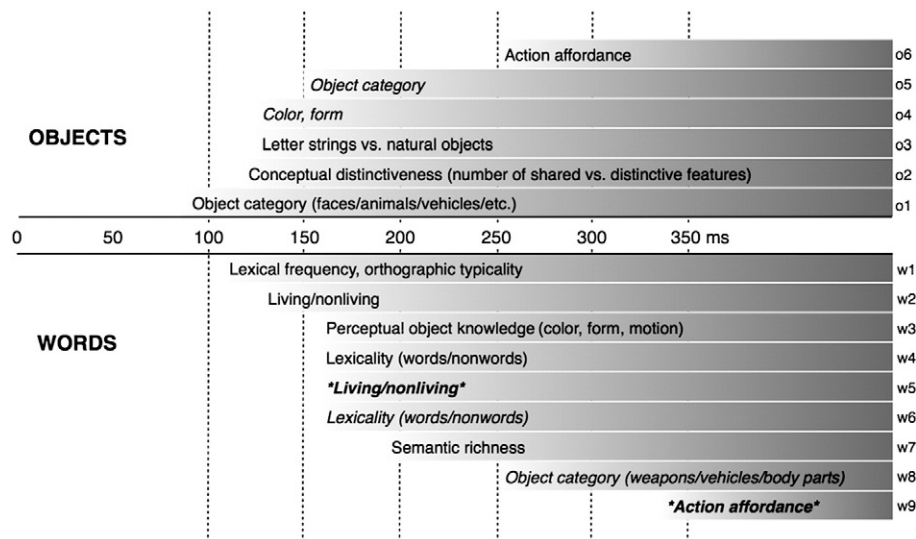 Action affordance o6
Object category o5
Color, form o4
OBJECTS
Letter strings vs. natural objects o3
Conceptual distinctiveness (number of shared vs. distinctive features) o2
Object category (faces/animals/vehicles/etc.) o1
0 50 100 150 200 250 300 350 ms
Lexical frequency, orthographic typicality w1
Living/nonliving w2
WORDS
Perceptual object knowledge (color, form, motion) w3
Lexicality (words/nonwords) w4
*Living/nonliving* w5
Lexicality (words/nonwords) w6
Semantic richness w7
Object category (weapons/vehicles/body parts) w8
*Action affordance* w9